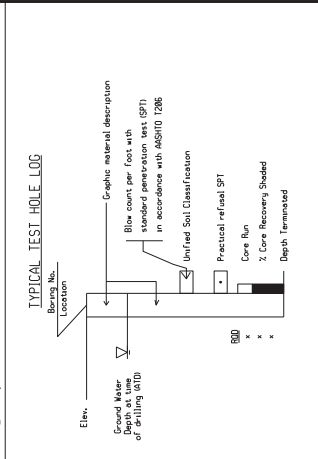 TYPICAL TEST HOLE LOG
Boring No.
Location
Elev.
Graphic material description
Ground Water
Depth at time
of drilling (ATD)
Blow count per foot with
standard penetration test (SPT)
in accordance with AASHTO T206
Unified Soil Classification
Practical refusal SPT
RQD
x
x
x
Core Run
% Core Recovery Shaded
Depth Terminated